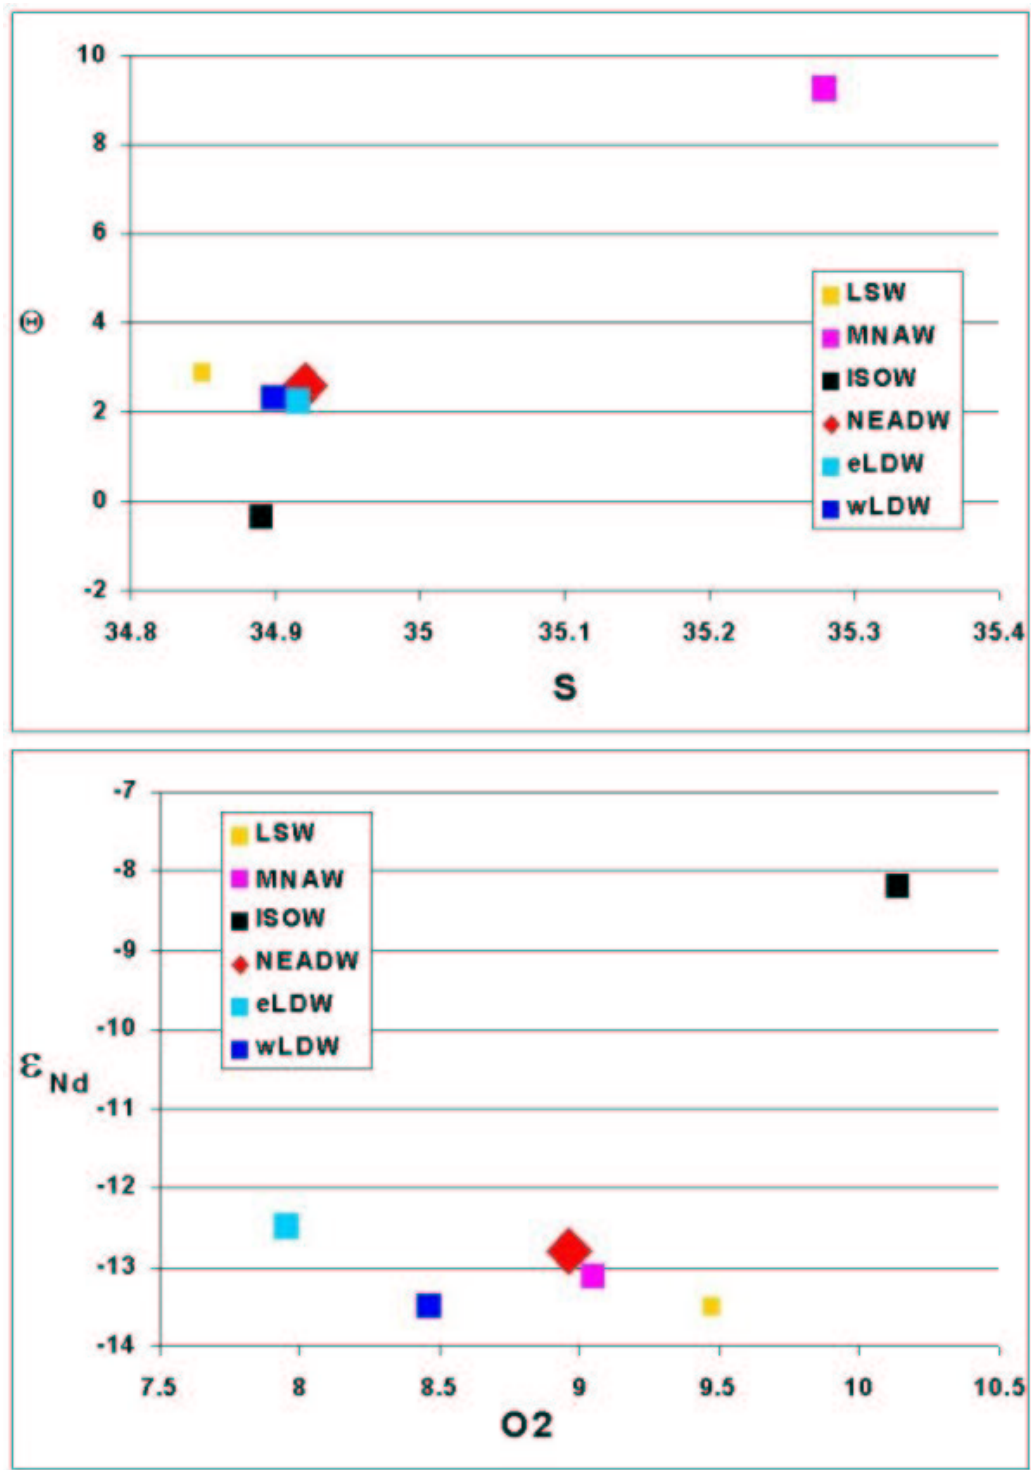 10
8
6
4
2
0
-2
Θ
34.8 34.9 35 35.1 35.2 35.3 35.4
S
LSW
MNAW
ISOW
NEADW
eLDW
wLDW
-7
-8
-9
-10
-11
-12
-13
-14
εNd
LSW
MNAW
ISOW
NEADW
eLDW
wLDW
7.5 8 8.5 9 9.5 10 10.5
O2